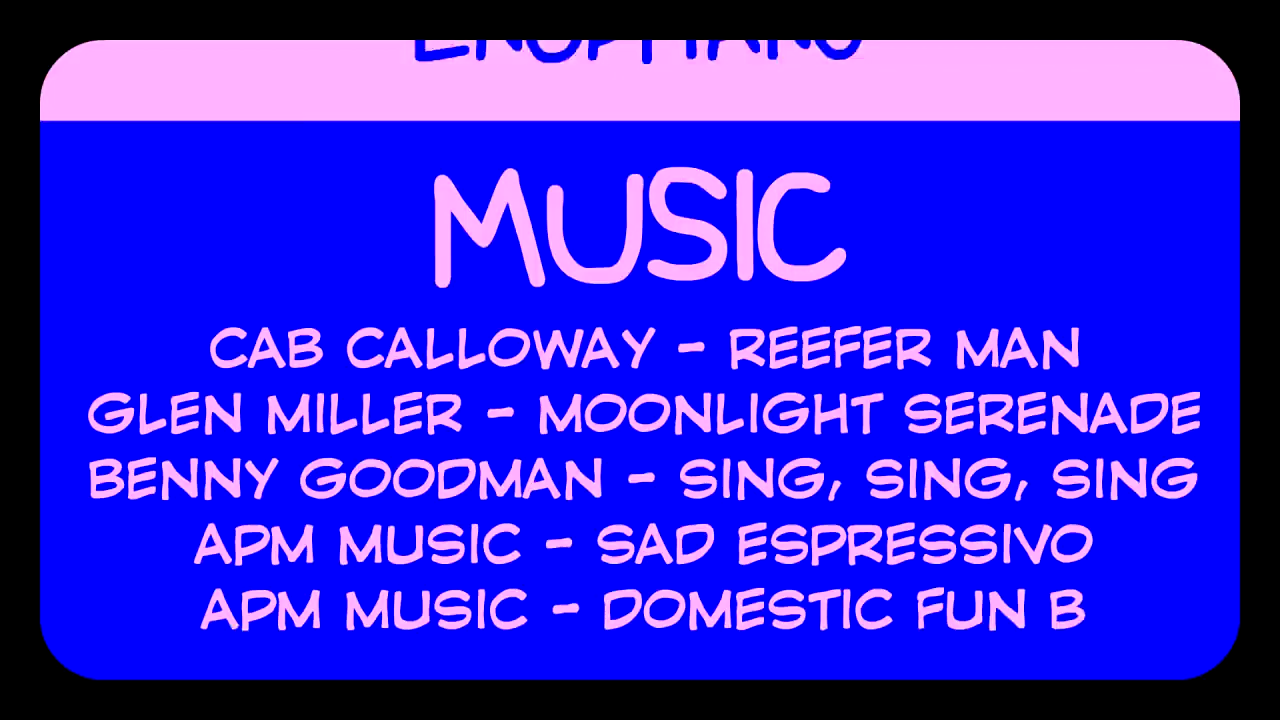 MUSIC
CAB CALLOWAY - REEFER MAN
GLEN MILLER - MOONLIGHT SERENADE
BENNY GOODMAN - SING, SING, SING
APM MUSIC - SAD ESPRESSIVO
APM MUSIC - DOMESTIC FUN B